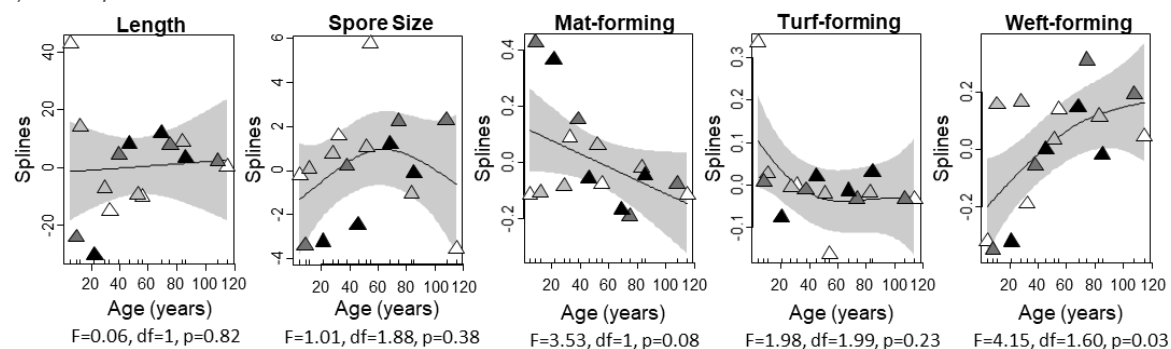 Length
Spore Size
Mat-forming
Turf-forming
Weft-forming
Splines
40
20
0
-20
Splines
6
4
2
0
-2
-4
Splines
0.4
0.2
0.0
-0.2
Splines
0.3
0.2
0.1
-0.0
-0.1
Splines
0.2
-0.0
-0.2
20 40 60 80 100 120
20 40 60 80 100 120
20 40 60 80 100 120
20 40 60 80 100 120
20 40 60 80 100 120
Age (years)
Age (years)
Age (years)
Age (years)
Age (years)
F=0.06, df=1, p=0.82
F=1.01, df=1.88, p=0.38
F=3.53, df=1, p=0.08
F=1.98, df=1.99, p=0.23
F=4.15, df=1.60, p=0.03